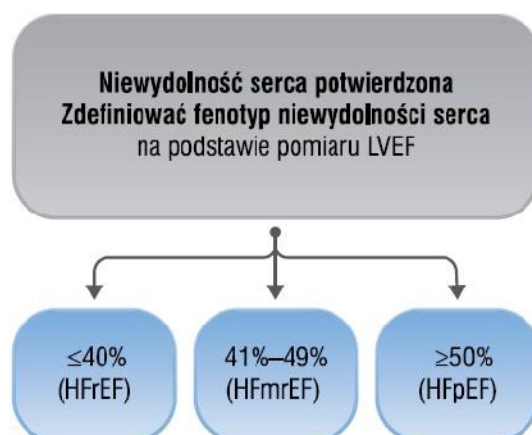 Niewydolność serca potwierdzona
Zdefiniować fenotyp niewydolności serca
na podstawie pomiaru LVEF
≤40%
(HFrEF)
41%–49%
(HFmrEF)
≥50%
(HFpEF)